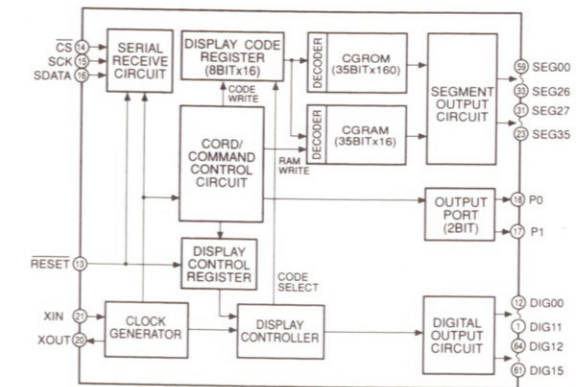 CS 14
SCK 15
SDATA 16
SERIAL
RECEIVE
CIRCUIT
DISPLAY CODE
REGISTER
(8BITx16)
CODE
WRITE
DECODER
CGROM
(35BITx160)
DECODER
CGRAM
(35BITx16)
RAM
WRITE
SEGMENT
OUTPUT
CIRCUIT
59 SEG00
33 SEG26
31 SEG27
23 SEG35
CORD/
COMMAND
CONTROL
CIRCUIT
OUTPUT
PORT
(2BIT)
18 P0
17 P1
RESET 13
DISPLAY
CONTROL
REGISTER
CODE
SELECT
XIN 21
XOUT 20
CLOCK
GENERATOR
DISPLAY
CONTROLLER
DIGITAL
OUTPUT
CIRCUIT
12 DIG00
1 DIG11
64 DIG12
61 DIG15